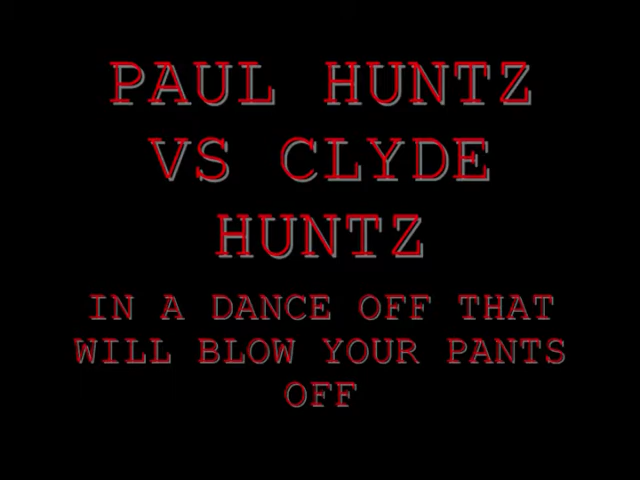 PAUL HUNTZ
VS CLYDE
HUNTZ
IN A DANCE OFF THAT
WILL BLOW YOUR PANTS
OFF